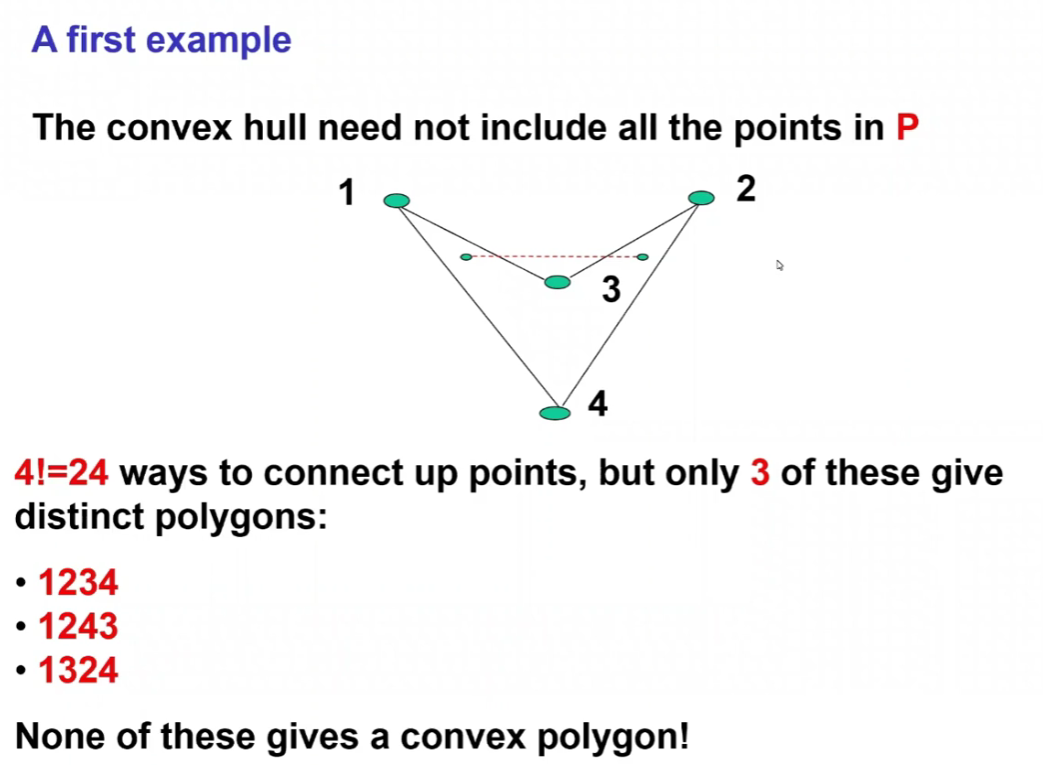 A first example
The convex hull need not include all the points in P
1
2
3
4
4!=24 ways to connect up points, but only 3 of these give
distinct polygons:
• 1234
• 1243
• 1324
None of these gives a convex polygon!